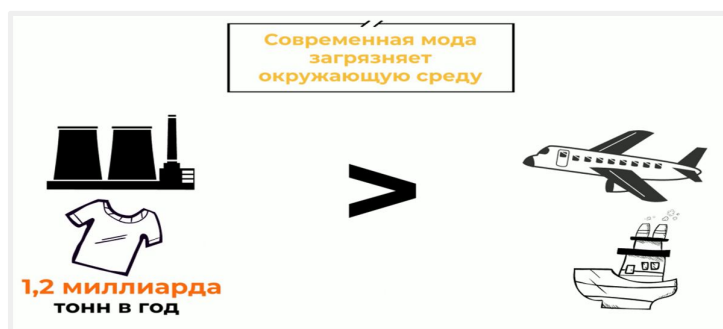 Современная мода
загрязняет
окружающую среду
>
1,2 миллиарда
тонн в год